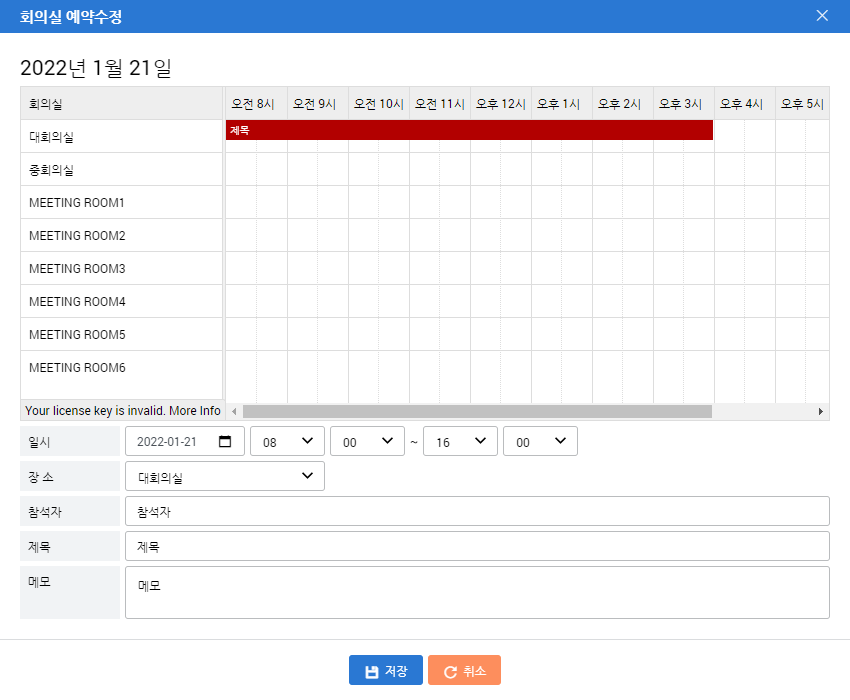 회의실 예약수정
2022년 1월 21일
회의실 오전 8시 오전 9시 오전 10시 오전 11시 오후 12시 오후 1시 오후 2시 오후 3시 오후 4시 오후 5시
대회의실 제목
중회의실
MEETING ROOM1
MEETING ROOM2
MEETING ROOM3
MEETING ROOM4
MEETING ROOM5
MEETING ROOM6
Your license key is invalid. More Info
일시 2022-01-21 08 00 ~ 16 00
장 소 대회의실
참석자 참석자
제목 제목
메모 메모
저장 취소